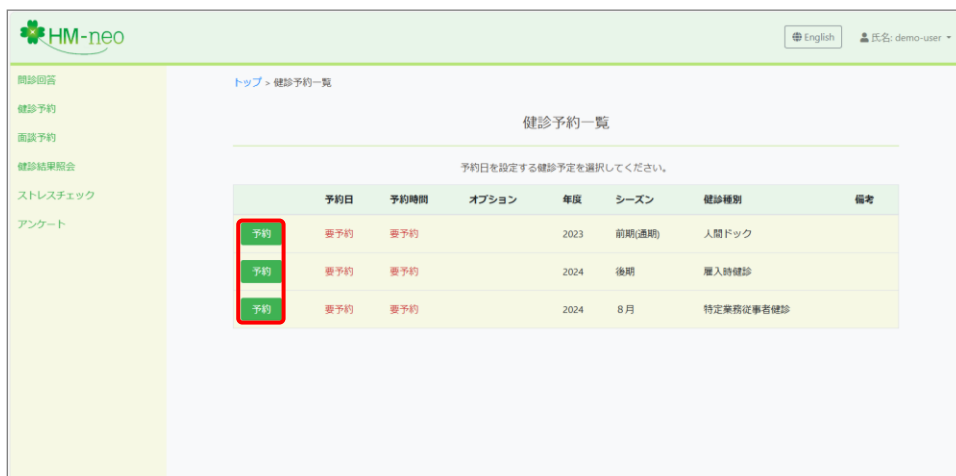 HM-neo
English
氏名: demo-user
問診回答
健診予約
面談予約
健診結果照会
ストレスチェック
アンケート
トップ > 健診予約一覧
健診予約一覧
予約日を設定する健診予定を選択してください。
予約日 予約時間 オプション 年度 シーズン 健診種別 備考
予約 要予約 要予約 2023 前期(通期) 人間ドック
予約 要予約 要予約 2024 後期 雇入時健診
予約 要予約 要予約 2024 8月 特定業務従事者健診